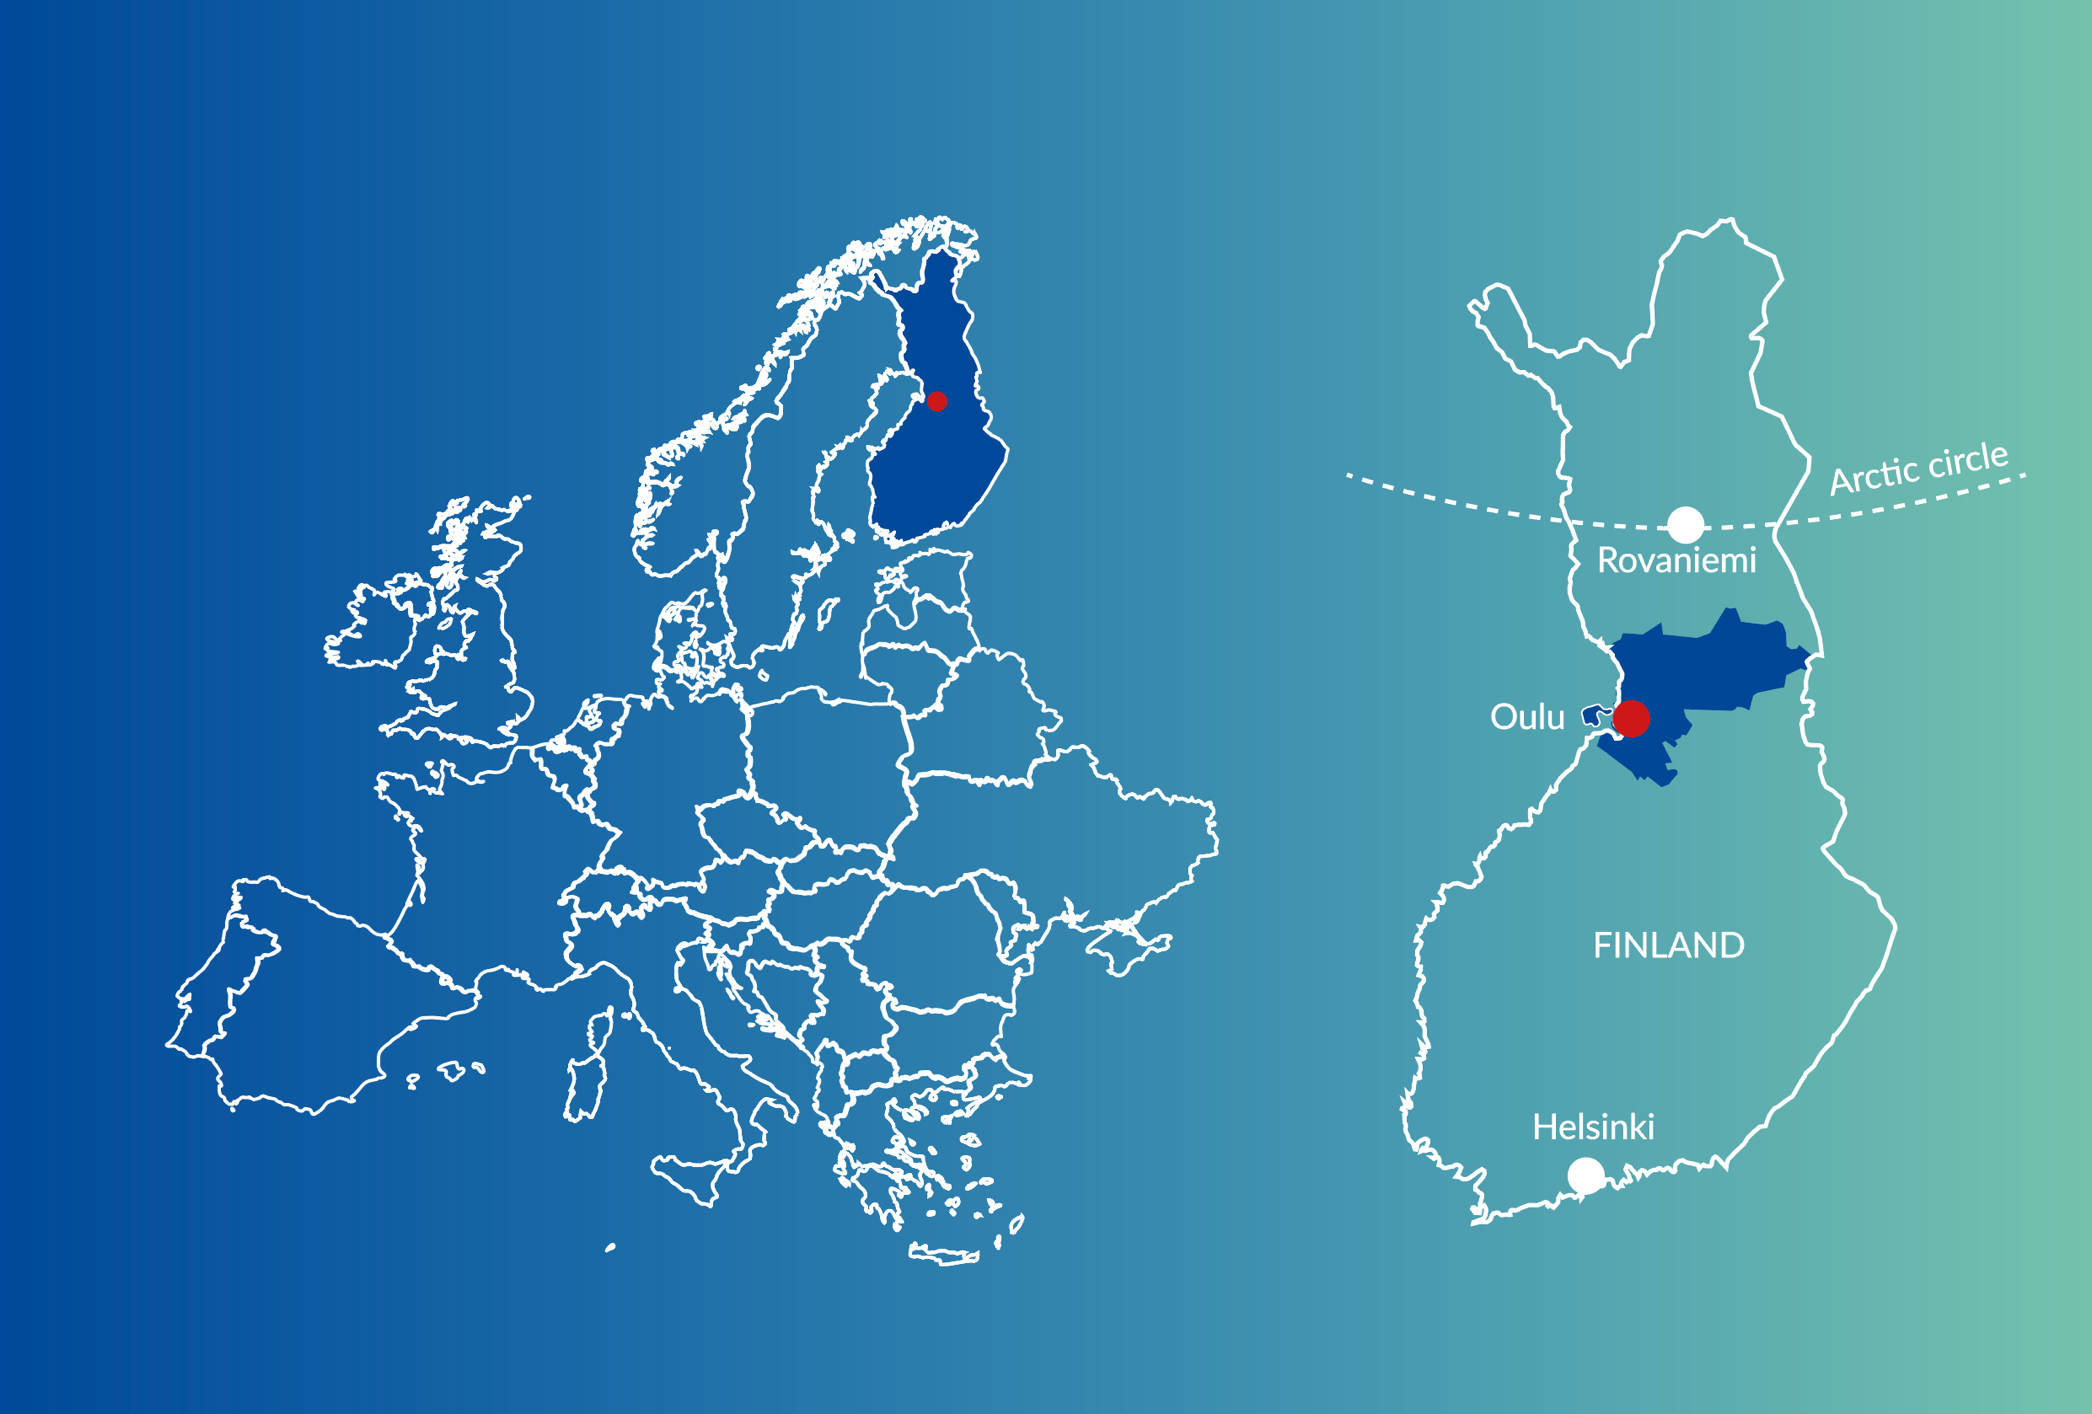 Arctic circle
Rovaniemi
Oulu
FINLAND
Helsinki